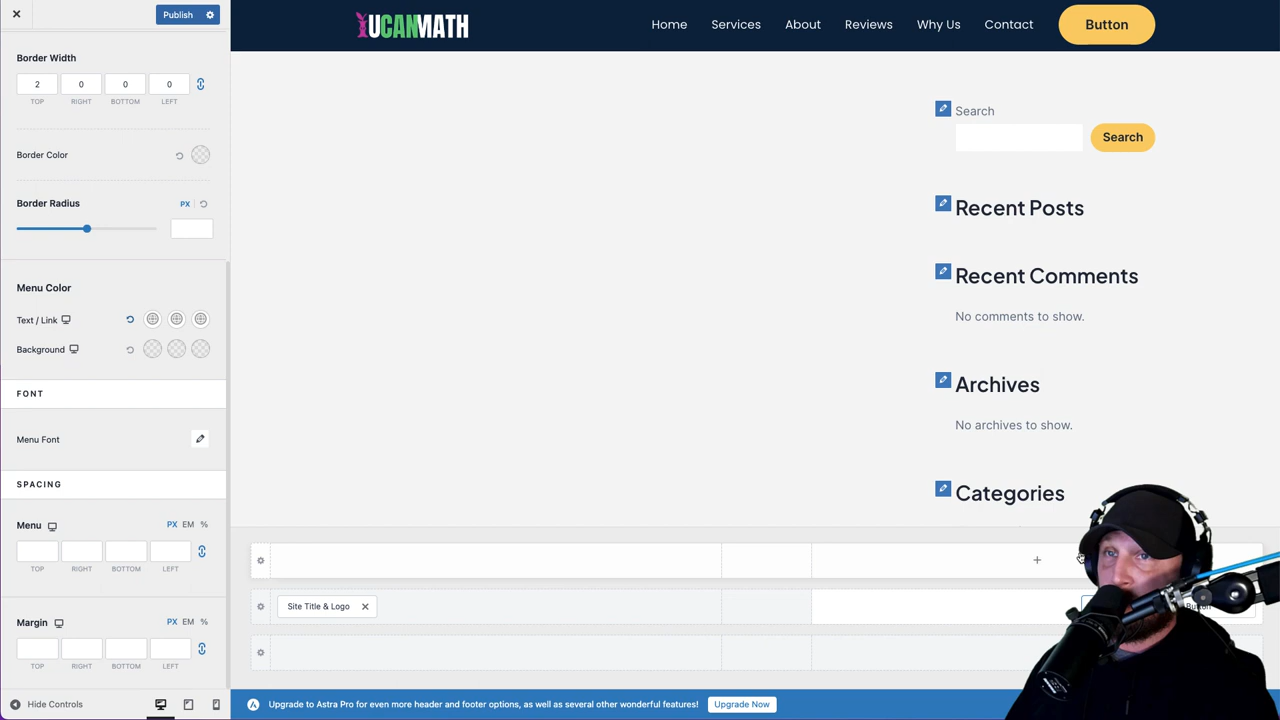 Publish
Border Width
2 0 0 0
TOP RIGHT BOTTOM LEFT
Border Color
Border Radius PX
Menu Color
Text / Link
Background
FONT
Menu Font
SPACING
Menu PX EM %
TOP RIGHT BOTTOM LEFT
Margin PX EM %
TOP RIGHT BOTTOM LEFT
Hide Controls
UCANMATH
Home Services About Reviews Why Us Contact Button
Search
Search
Recent Posts
Recent Comments
No comments to show.
Archives
No archives to show.
Categories
Site Title & Logo
Upgrade to Astra Pro for even more header and footer options, as well as several other wonderful features! Upgrade Now